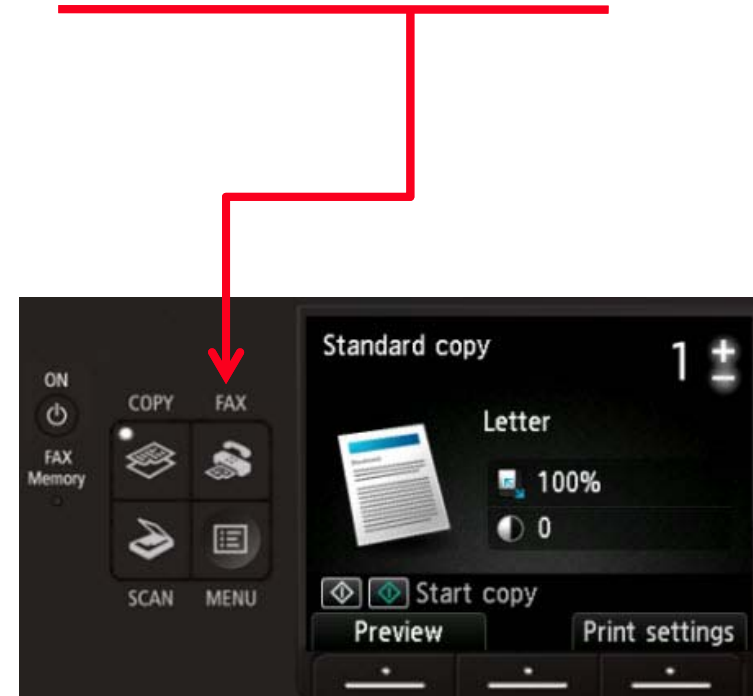 ON
FAX
Memory
COPY FAX
SCAN MENU
Standard copy
1 + −
Letter
100%
0
Start copy
Preview Print settings